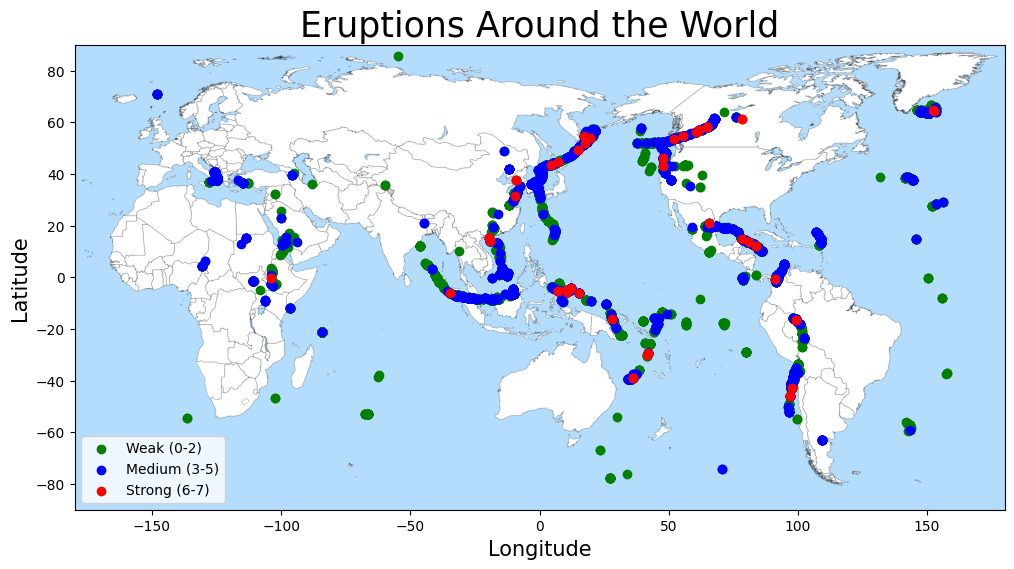 Eruptions Around the World
Latitude
80
60
40
20
0
−20
−40
−60
−80
Weak (0-2)
Medium (3-5)
Strong (6-7)
−150 −100 −50 0 50 100 150
Longitude